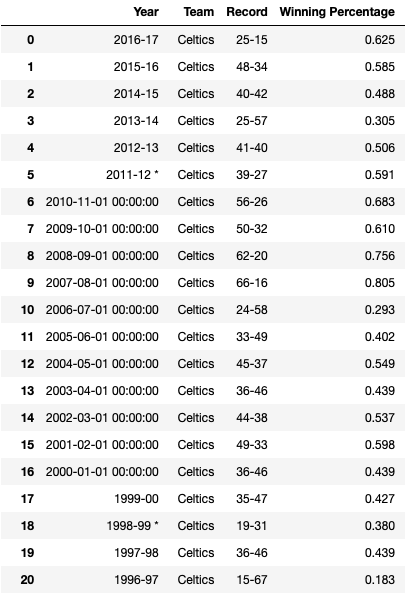 Year Team Record Winning Percentage
0 2016-17 Celtics 25-15 0.625
1 2015-16 Celtics 48-34 0.585
2 2014-15 Celtics 40-42 0.488
3 2013-14 Celtics 25-57 0.305
4 2012-13 Celtics 41-40 0.506
5 2011-12 * Celtics 39-27 0.591
6 2010-11-01 00:00:00 Celtics 56-26 0.683
7 2009-10-01 00:00:00 Celtics 50-32 0.610
8 2008-09-01 00:00:00 Celtics 62-20 0.756
9 2007-08-01 00:00:00 Celtics 66-16 0.805
10 2006-07-01 00:00:00 Celtics 24-58 0.293
11 2005-06-01 00:00:00 Celtics 33-49 0.402
12 2004-05-01 00:00:00 Celtics 45-37 0.549
13 2003-04-01 00:00:00 Celtics 36-46 0.439
14 2002-03-01 00:00:00 Celtics 44-38 0.537
15 2001-02-01 00:00:00 Celtics 49-33 0.598
16 2000-01-01 00:00:00 Celtics 36-46 0.439
17 1999-00 Celtics 35-47 0.427
18 1998-99 * Celtics 19-31 0.380
19 1997-98 Celtics 36-46 0.439
20 1996-97 Celtics 15-67 0.183